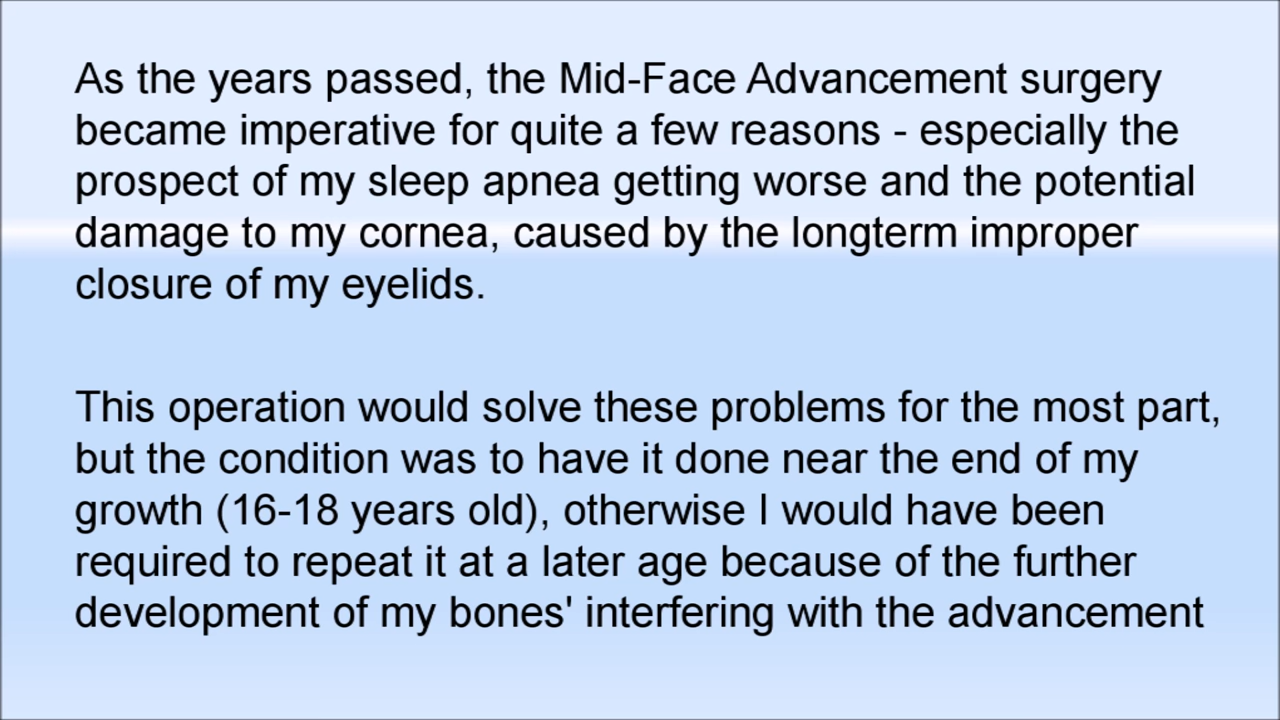 As the years passed, the Mid-Face Advancement surgery
became imperative for quite a few reasons - especially the
prospect of my sleep apnea getting worse and the potential
damage to my cornea, caused by the longterm improper
closure of my eyelids.
This operation would solve these problems for the most part,
but the condition was to have it done near the end of my
growth (16-18 years old), otherwise I would have been
required to repeat it at a later age because of the further
development of my bones' interfering with the advancement